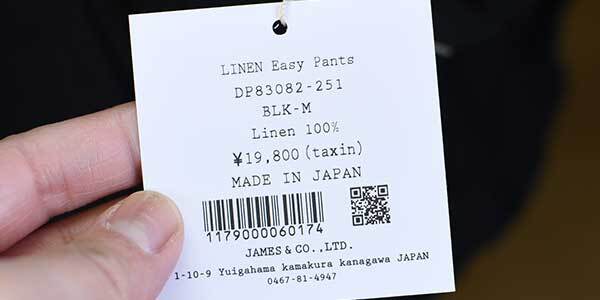 LINEN Easy Pants
DP83082-251
BLK-M
Linen 100%
¥19,800(taxin)
MADE IN JAPAN
1179000060174
JAMES & CO.,LTD.
1-10-9 Yuigahama kamakura kanagawa JAPAN
0467-81-4947